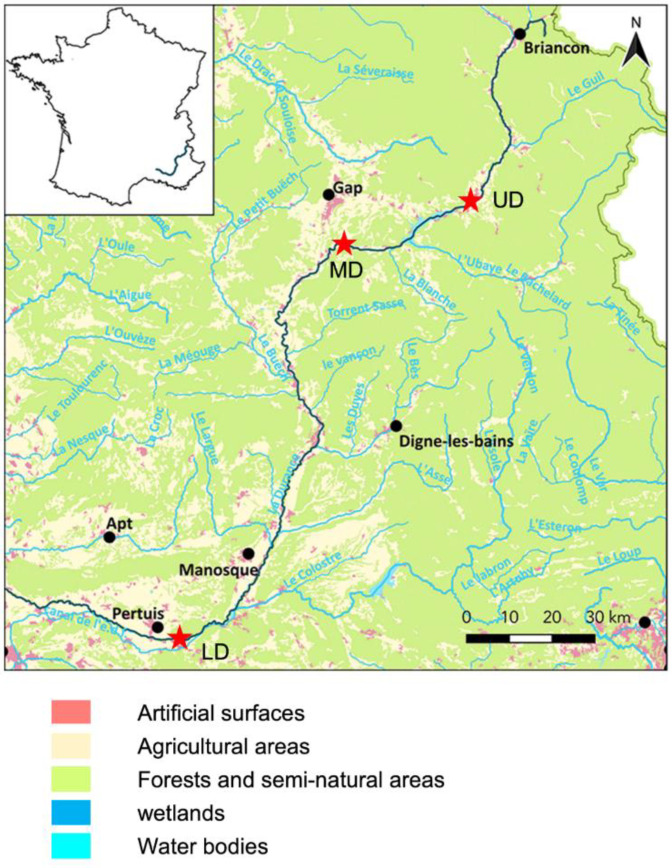 N
Briancon
Le Drac
La Souloise
La Séveraisse
Le Guil
Gap
Le Petit Buëch
UD
MD
L'Oule
L'Ubaye
Le Bachelard
La Blanche
L'Aigue
La Tinée
Torrent Sasse
L'Ouvèze
La Méouge
Le Buëch
le vançon
Le Bès
Le Verdon
Le Toulourenc
Les Duyes
La Nesque
La Croc
Le Largue
Digne-les-bains
La Vaïre
Le Coulomp
Le Var
L'Asse
La Durance
Apt
L'Esteron
Manosque
Le Colostre
Le Jabron
L'Artuby
Le Loup
Pertuis
Canal de l'e.d.
LD
0 10 20 30 km
Artificial surfaces
Agricultural areas
Forests and semi-natural areas
wetlands
Water bodies